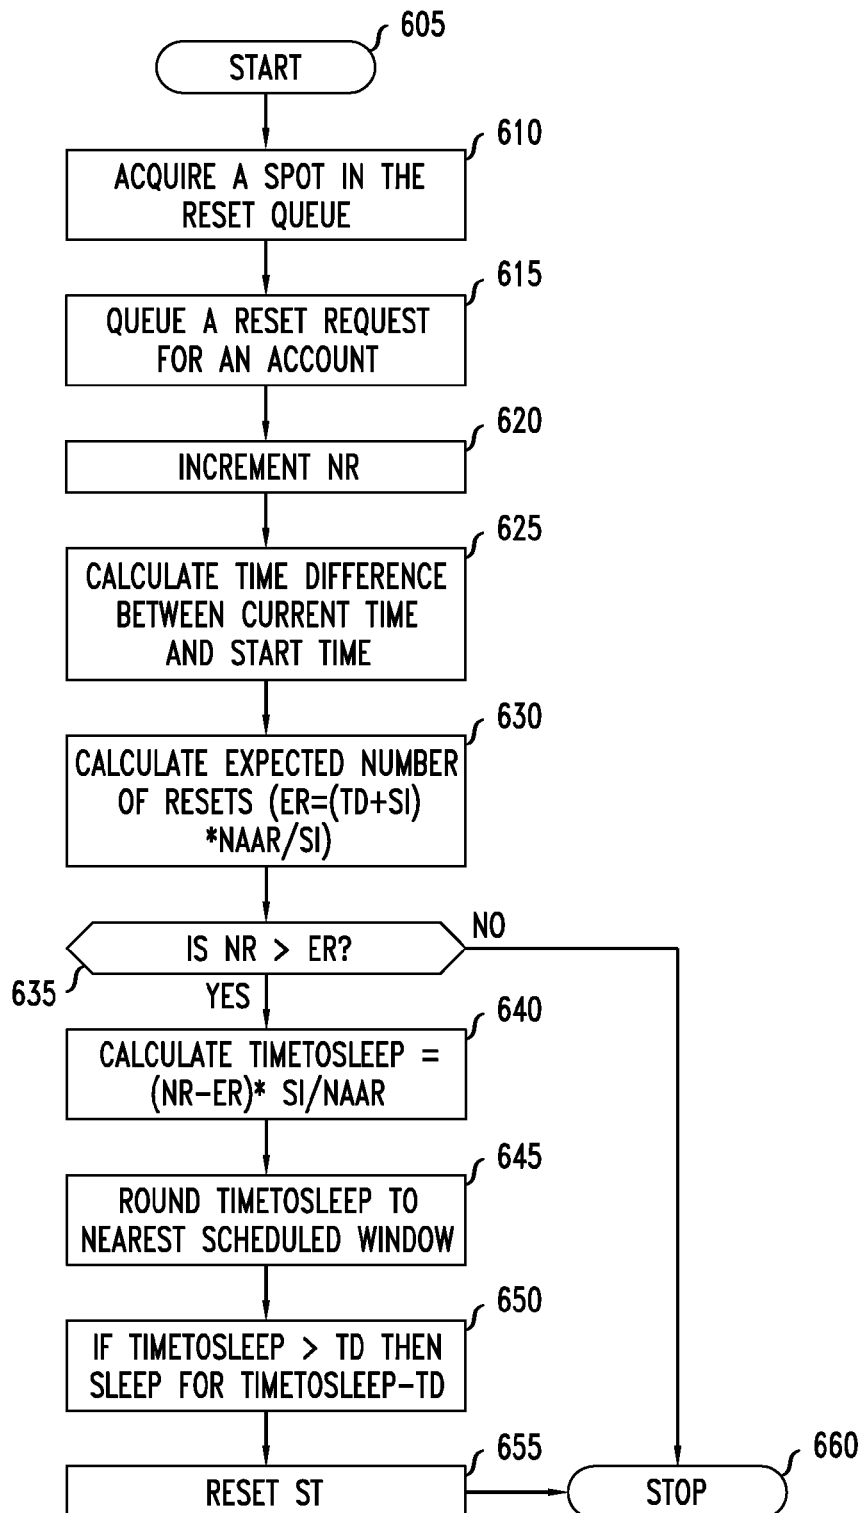 605
START
610
ACQUIRE A SPOT IN THE
RESET QUEUE
615
QUEUE A RESET REQUEST
FOR AN ACCOUNT
620
INCREMENT NR
625
CALCULATE TIME DIFFERENCE
BETWEEN CURRENT TIME
AND START TIME
630
CALCULATE EXPECTED NUMBER
OF RESETS (ER=(TD+SI)
*NAAR/SI)
NO
IS NR > ER?
635
YES
640
CALCULATE TIMETOSLEEP =
(NR-ER)* SI/NAAR
645
ROUND TIMETOSLEEP TO
NEAREST SCHEDULED WINDOW
650
IF TIMETOSLEEP > TD THEN
SLEEP FOR TIMETOSLEEP-TD
655
RESET ST
660
STOP